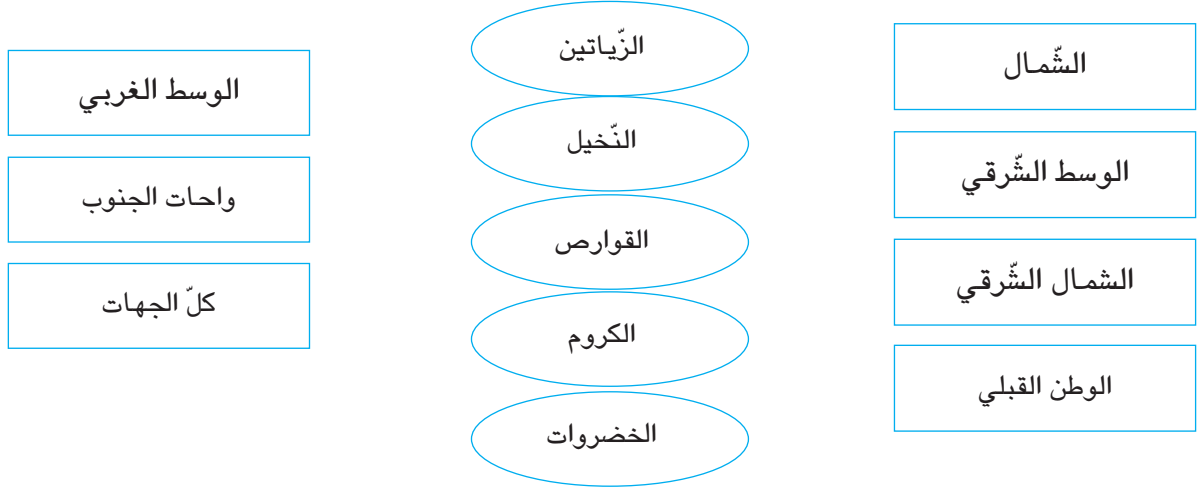 الشّمال
الوسط الشّرقي
الشمال الشّرقي
الوطن القبلي
الزّياتين
النّخيل
القوارص
الكروم
الخضروات
الوسط الغربي
واحات الجنوب
كلّ الجهات